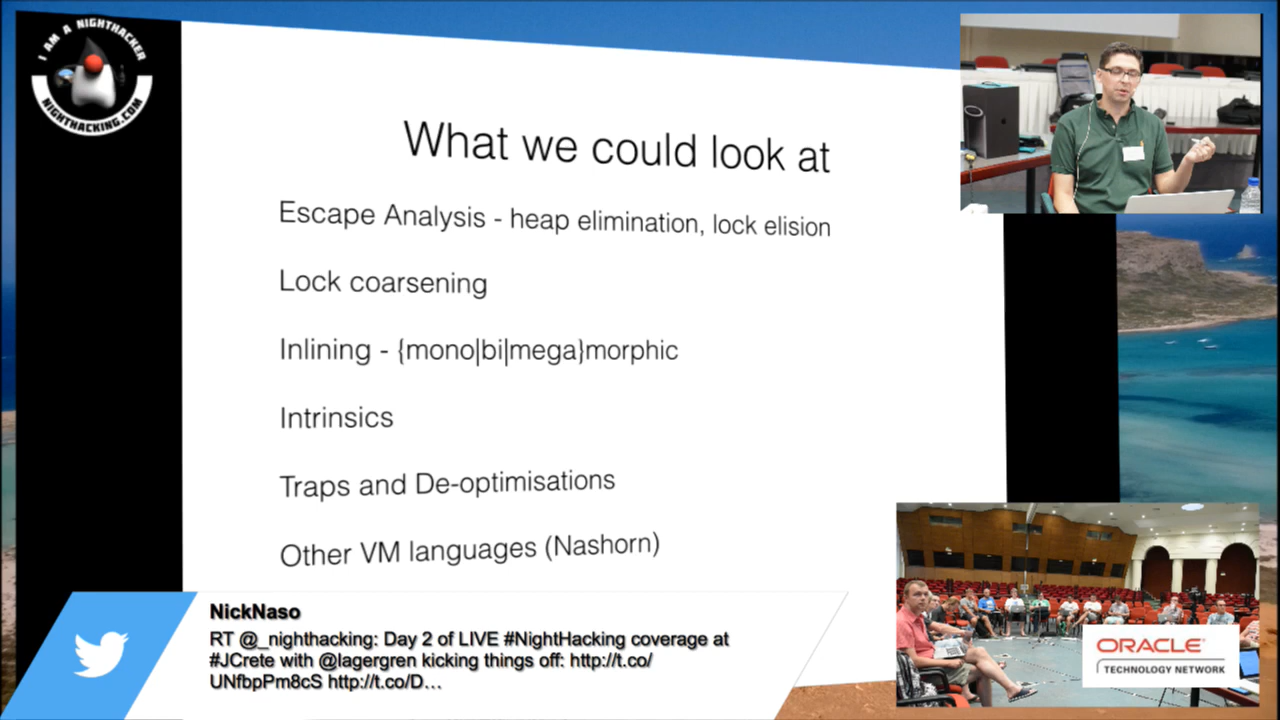 I AM A NIGHTHACKER
NIGHTHACKING.COM
What we could look at
Escape Analysis - heap elimination, lock elision
Lock coarsening
Inlining - {mono|bi|mega}morphic
Intrinsics
Traps and De-optimisations
Other VM languages (Nashorn)
NickNaso
RT @_nighthacking: Day 2 of LIVE #NightHacking coverage at
#JCrete with @lagergren kicking things off: http://t.co/
UNfbpPm8cS http://t.co/D…
ORACLE
TECHNOLOGY NETWORK